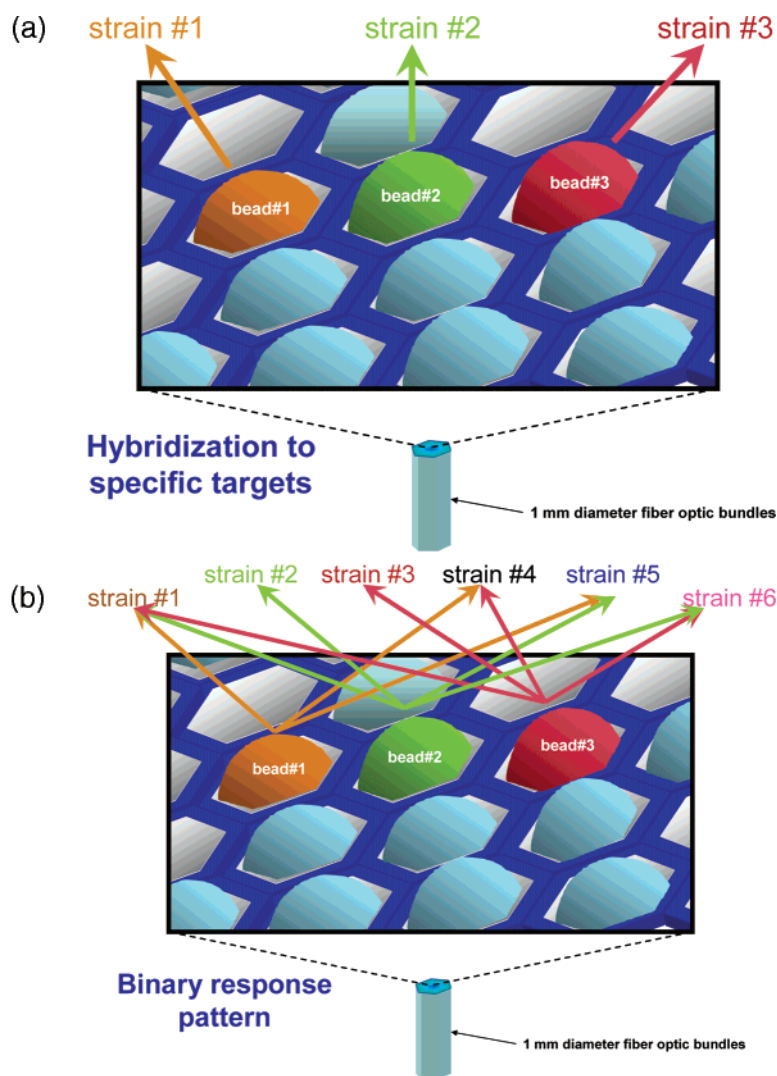 (a)
strain #1
strain #2
strain #3
bead#1
bead#2
bead#3
Hybridization to
specific targets
1 mm diameter fiber optic bundles
(b)
strain #1
strain #2
strain #3
strain #4
strain #5
strain #6
bead#1
bead#2
bead#3
Binary response
pattern
1 mm diameter fiber optic bundles